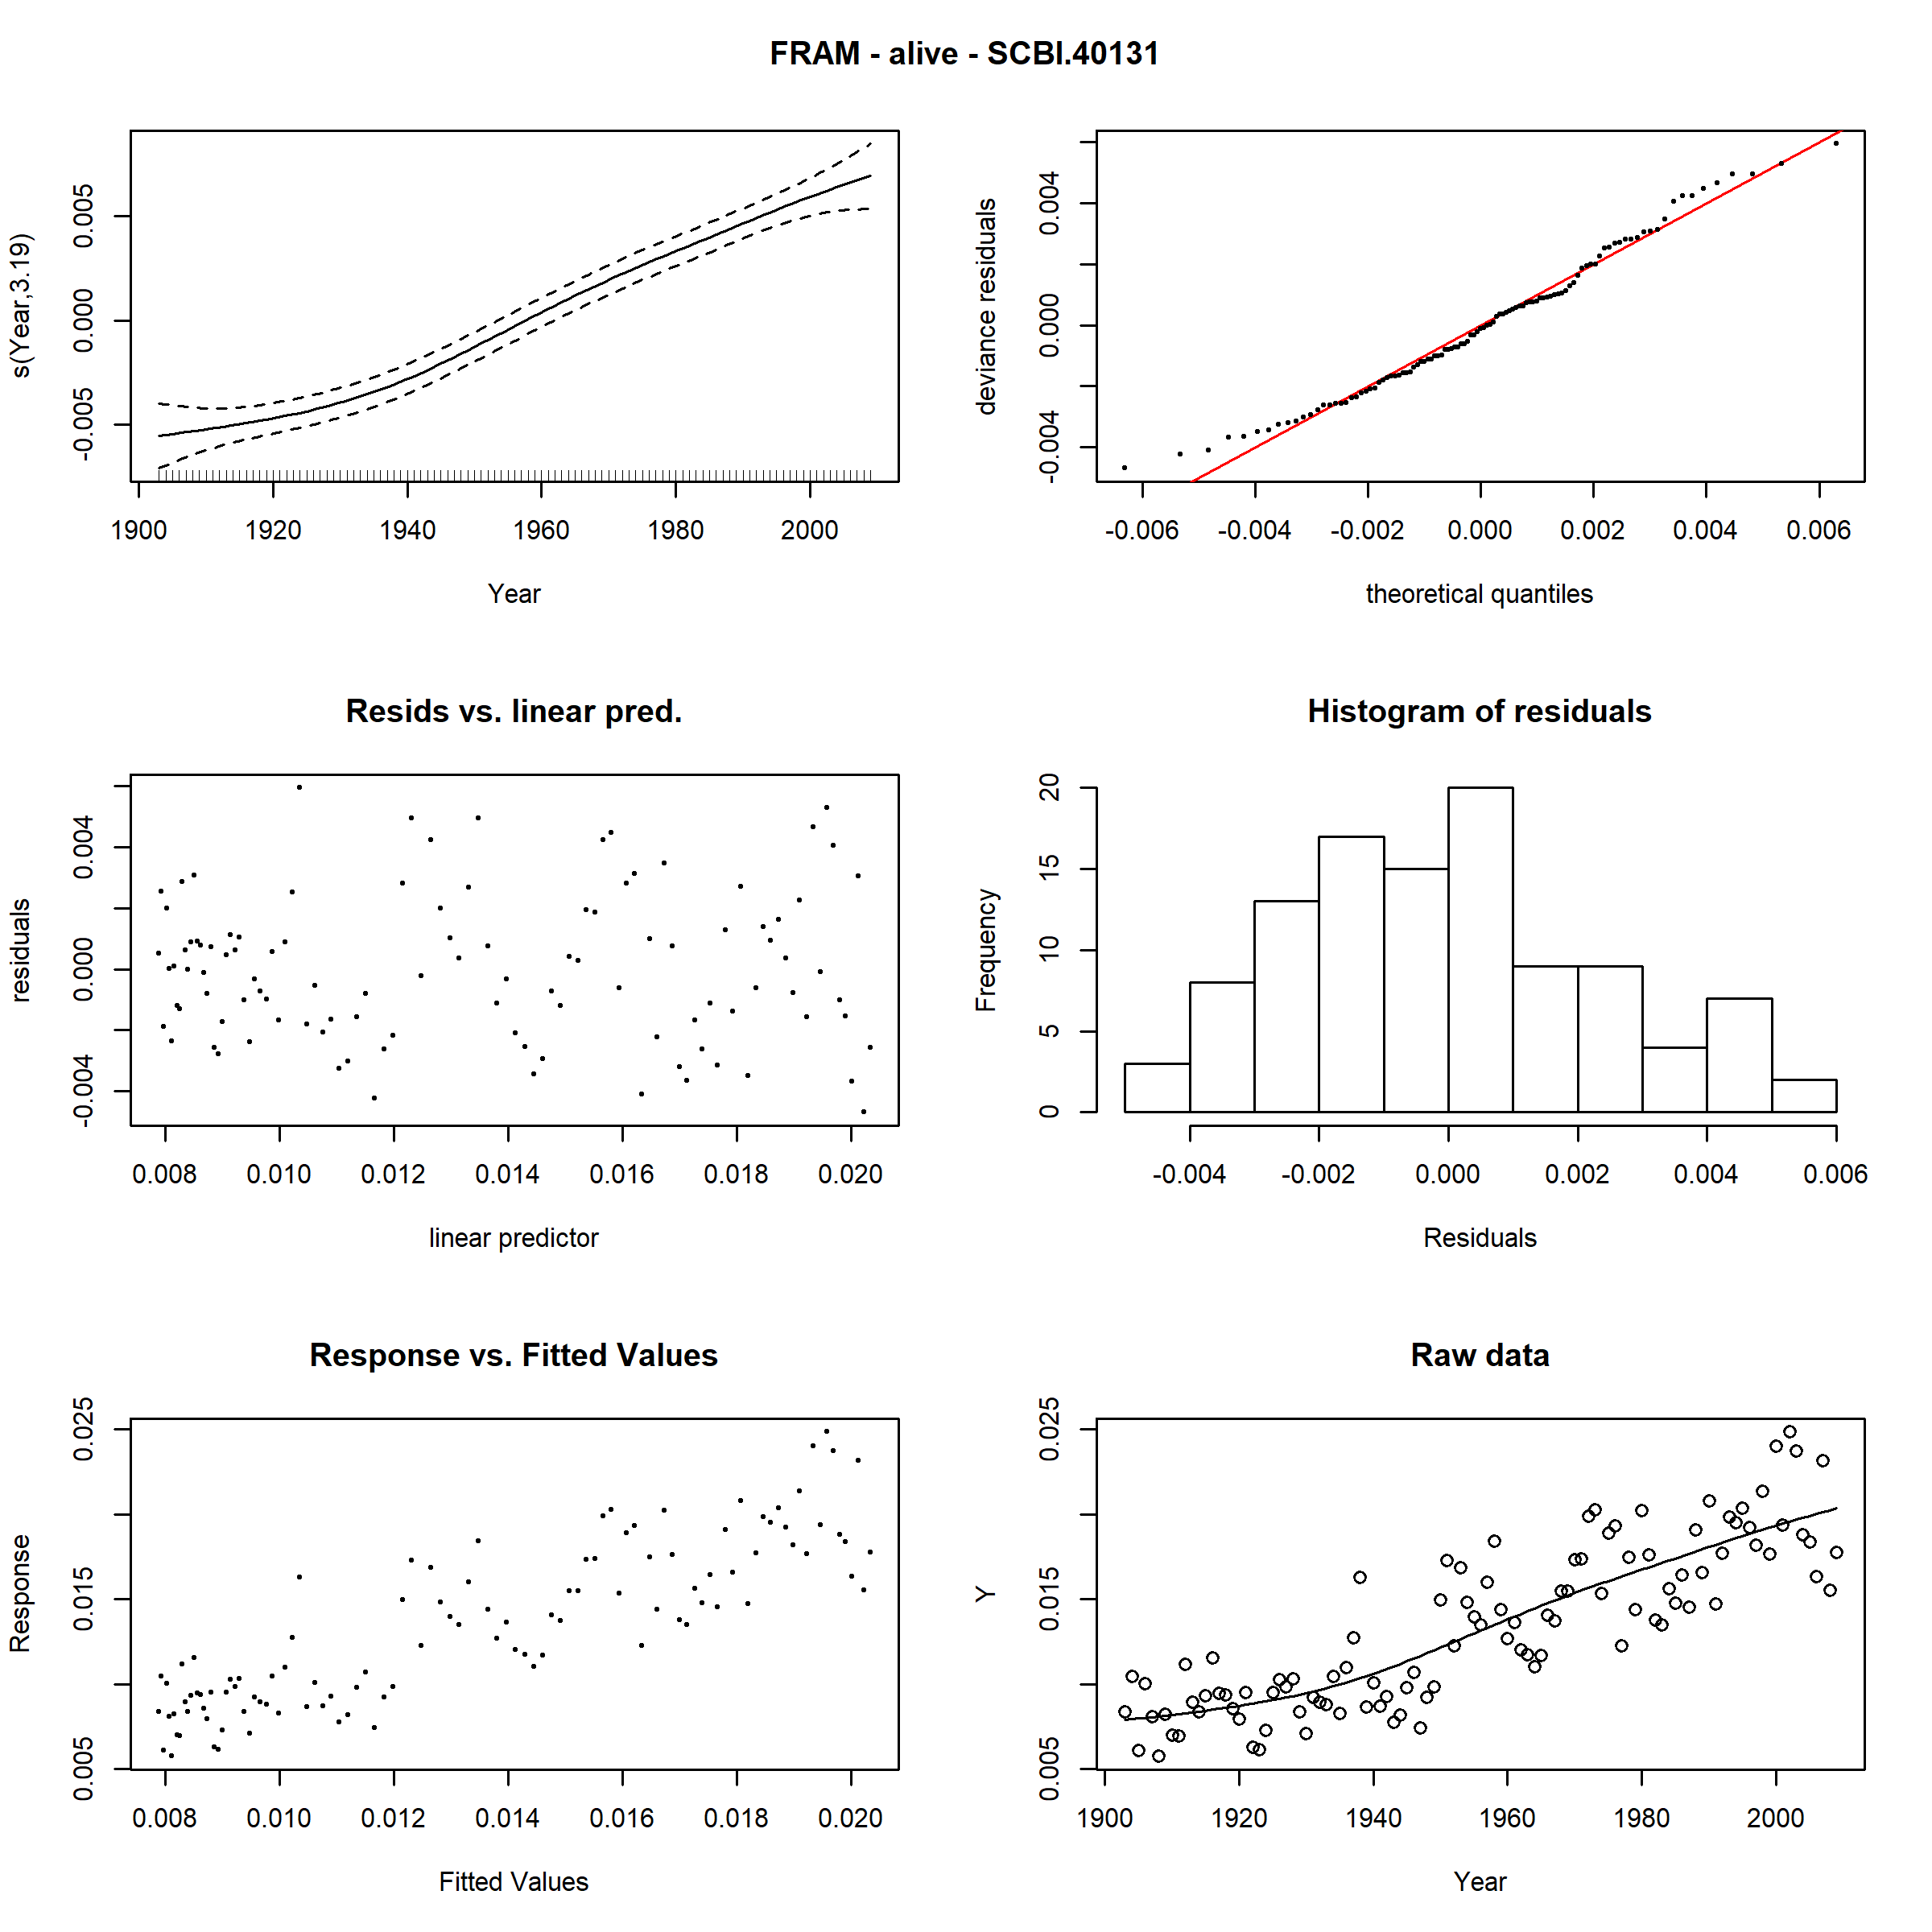 FRAM - alive - SCBI.40131
s(Year,3.19)
-0.005 0.000 0.005
1900 1920 1940 1960 1980 2000
Year
deviance residuals
-0.004 0.000 0.004
-0.006 -0.004 -0.002 0.000 0.002 0.004 0.006
theoretical quantiles
Resids vs. linear pred.
residuals
-0.004 0.000 0.004
0.008 0.010 0.012 0.014 0.016 0.018 0.020
linear predictor
Histogram of residuals
Frequency
0 5 10 15 20
-0.004 -0.002 0.000 0.002 0.004 0.006
Residuals
Response vs. Fitted Values
Response
0.005 0.015 0.025
0.008 0.010 0.012 0.014 0.016 0.018 0.020
Fitted Values
Raw data
Y
0.005 0.015 0.025
1900 1920 1940 1960 1980 2000
Year